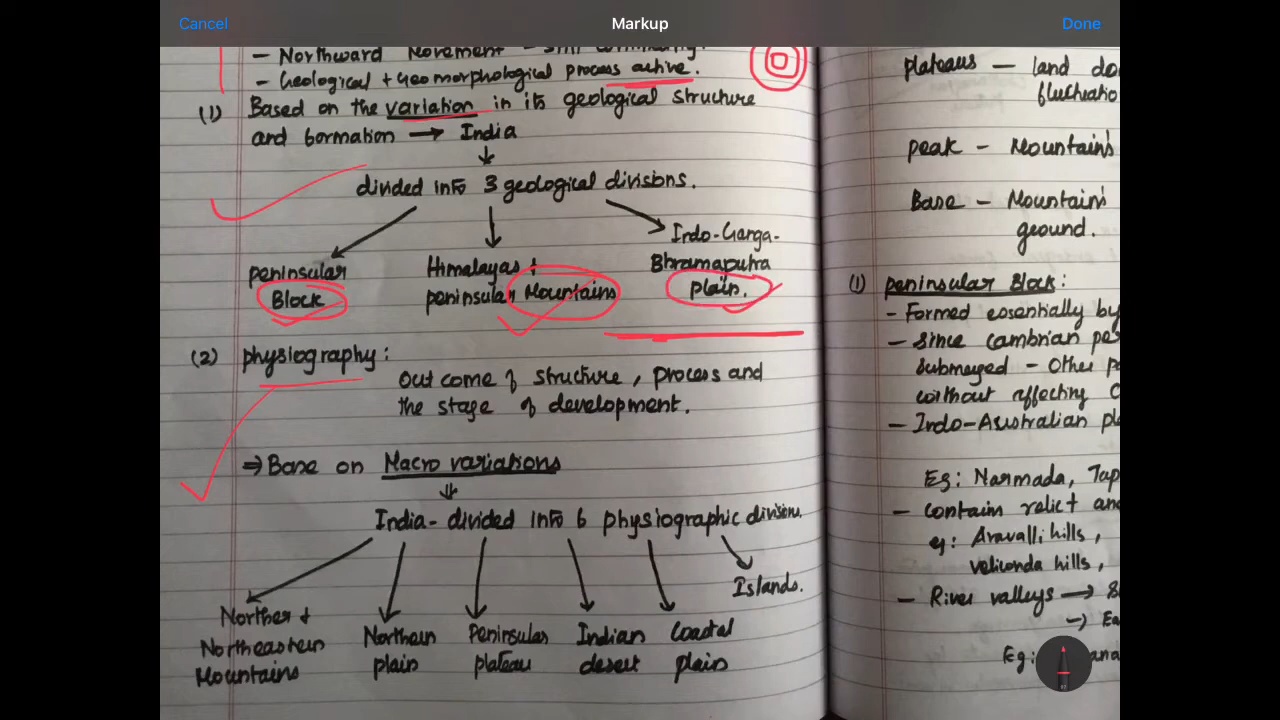 Cancel
Markup
Done
- Northward Movement - still continuing.
- Geological + Geomorphological process active.
(1) Based on the variation in its geological structure
and formation → India
↓
divided into 3 geological divisions.
peninsular
Block
Himalayas +
peninsular Mountains
Indo-Ganga-
Bhramaputra
plain.
(2) physiography:
Out come of structure, process and
the stage of development.
⇒ Base on Macro variations
⇓
India - divided into 6 physiographic divisions.
Islands.
Norther +
Northeastern
Mountains
Northern
plain
Peninsular
plateau
Indian
desert
Coastal
plain
plateaus - land
peak - Mountain's
Base - Mountain's
ground.
(1) peninsular Block:
- Formed essentially by
- Since cambrian
submerged - Other
without affecting
- Indo-Australian
Eg: Narmada,
- contain relict
eg: Aravalli hills,
veliconda hills,
- River valleys →
Eg: